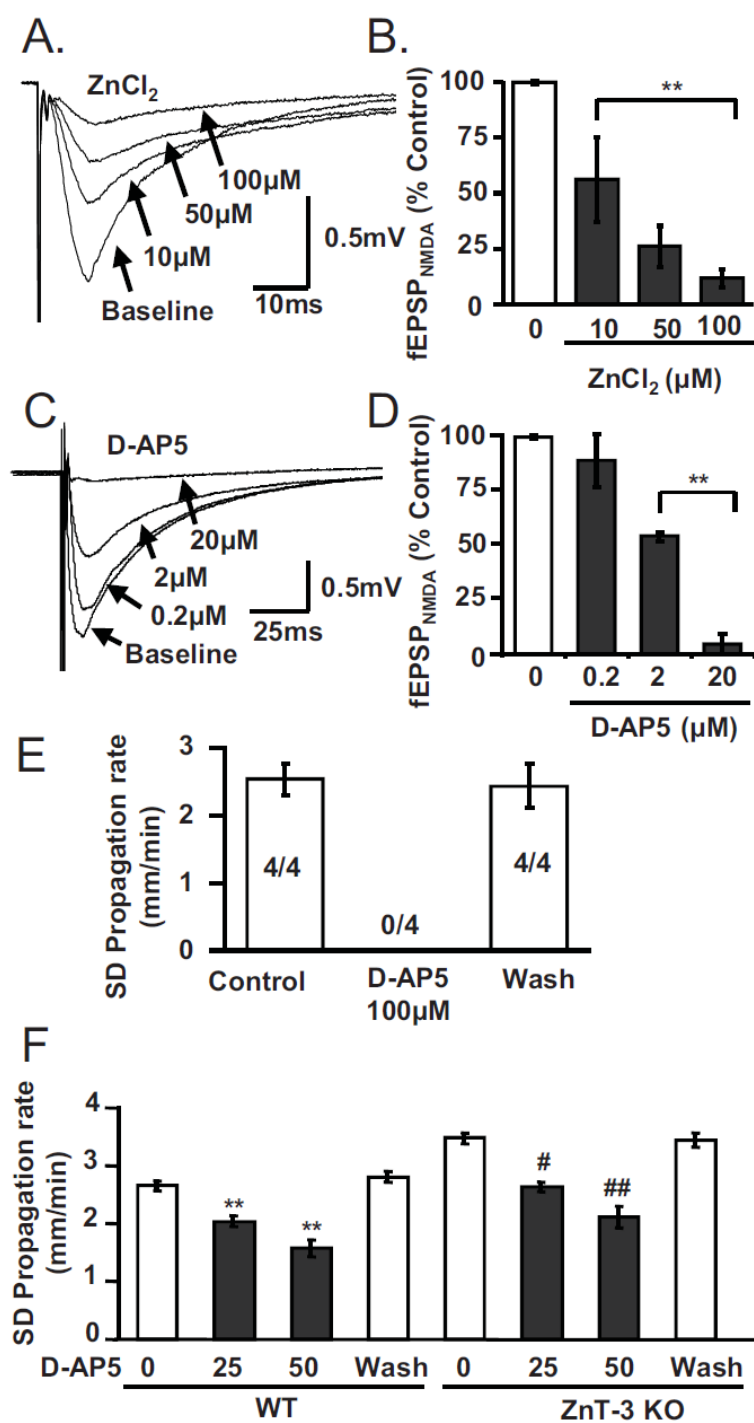 A.
ZnCl2
100µM
50µM
10µM
Baseline
0.5mV
10ms
B.
fEPSPNMDA (% Control)
100
75
50
25
0
**
0 10 50 100
ZnCl2 (µM)
C
D-AP5
20µM
2µM
0.2µM
Baseline
0.5mV
25ms
D
fEPSPNMDA (% Control)
100
75
50
25
0
**
0 0.2 2 20
D-AP5 (µM)
E
SD Propagation rate
(mm/min)
3
2
1
0
4/4
0/4
4/4
Control D-AP5 Wash
100µM
F
SD Propagation rate
(mm/min)
4
3
2
1
0
** **
# ##
D-AP5 0 25 50 Wash 0 25 50 Wash
WT ZnT-3 KO